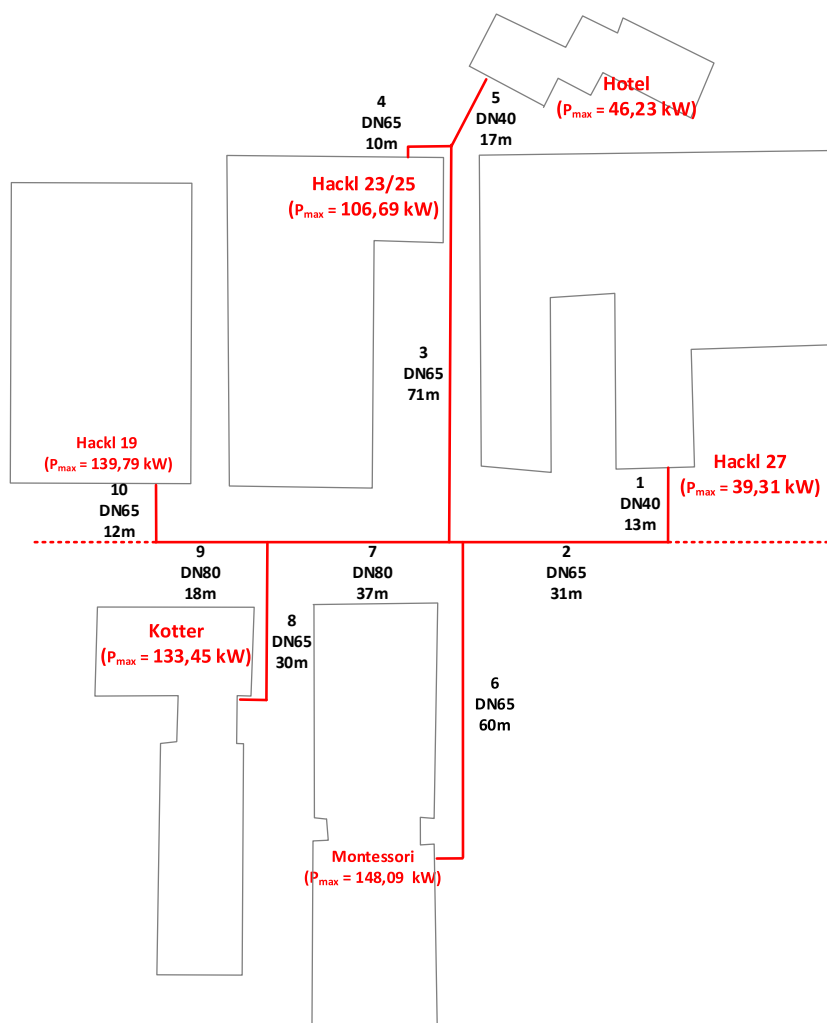 Hotel
(Pmax = 46,23 kW)
4
DN65
10m
5
DN40
17m
Hackl 23/25
(Pmax = 106,69 kW)
3
DN65
71m
Hackl 19
(Pmax = 139,79 kW)
10
DN65
12m
Hackl 27
(Pmax = 39,31 kW)
1
DN40
13m
9
DN80
18m
7
DN80
37m
2
DN65
31m
Kotter
(Pmax = 133,45 kW)
8
DN65
30m
6
DN65
60m
Montessori
(Pmax = 148,09 kW)